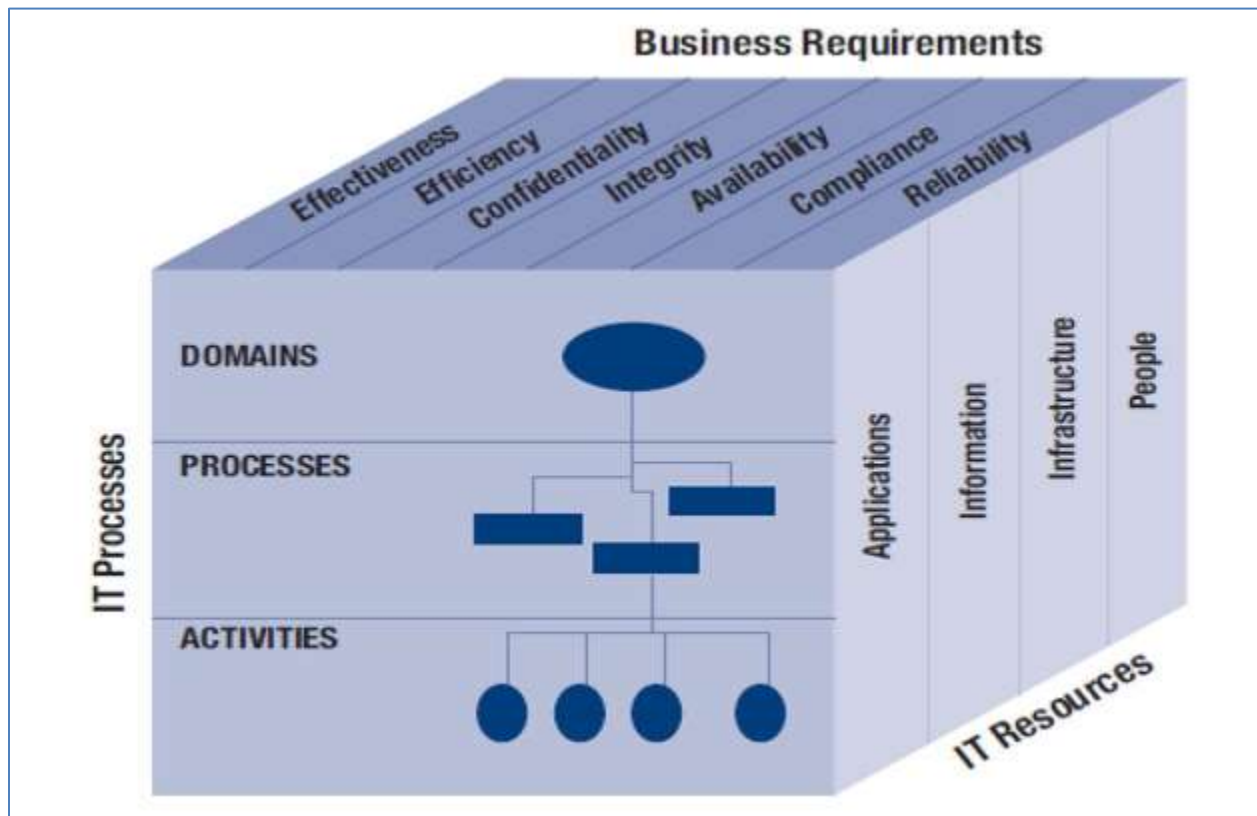 Business Requirements
Effectiveness
Efficiency
Confidentiality
Integrity
Availability
Compliance
Reliability
IT Processes
DOMAINS
PROCESSES
ACTIVITIES
Applications
Information
Infrastructure
People
IT Resources